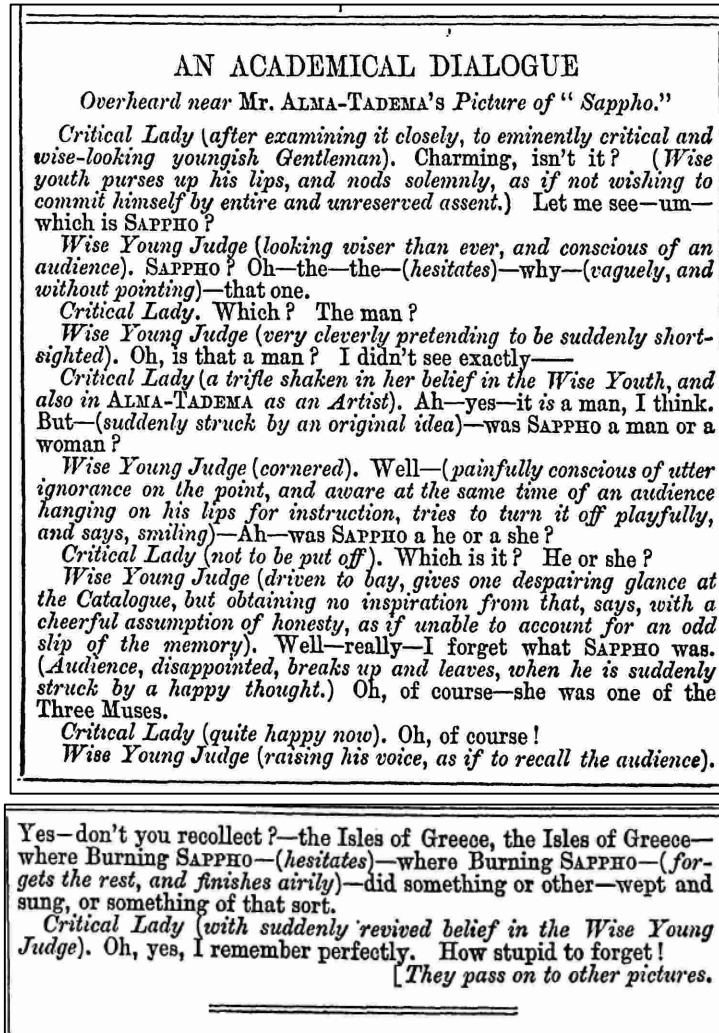 AN ACADEMICAL DIALOGUE
Overheard near Mr. ALMA-TADEMA'S Picture of "Sappho."
Critical Lady (after examining it closely, to eminently critical and
wise-looking youngish Gentleman). Charming, isn't it? (Wise
youth purses up his lips, and nods solemnly, as if not wishing to
commit himself by entire and unreserved assent.) Let me see—um—
which is SAPPHO?
Wise Young Judge (looking wiser than ever, and conscious of an
audience). SAPPHO? Oh—the—the—(hesitates)—why—(vaguely, and
without pointing)—that one.
Critical Lady. Which? The man?
Wise Young Judge (very cleverly pretending to be suddenly short-
sighted). Oh, is that a man? I didn't see exactly——
Critical Lady (a trifle shaken in her belief in the Wise Youth, and
also in ALMA-TADEMA as an Artist). Ah—yes—it is a man, I think.
But—(suddenly struck by an original idea)—was SAPPHO a man or a
woman?
Wise Young Judge (cornered). Well—(painfully conscious of utter
ignorance on the point, and aware at the same time of an audience
hanging on his lips for instruction, tries to turn it off playfully,
and says, smiling)—Ah—was SAPPHO a he or a she?
Critical Lady (not to be put off). Which is it? He or she?
Wise Young Judge (driven to bay, gives one despairing glance at
the Catalogue, but obtaining no inspiration from that, says, with a
cheerful assumption of honesty, as if unable to account for an odd
slip of the memory). Well—really—I forget what SAPPHO was.
(Audience, disappointed, breaks up and leaves, when he is suddenly
struck by a happy thought.) Oh, of course—she was one of the
Three Muses.
Critical Lady (quite happy now). Oh, of course!
Wise Young Judge (raising his voice, as if to recall the audience).
Yes—don't you recollect?—the Isles of Greece, the Isles of Greece—
where Burning SAPPHO—(hesitates)—where Burning SAPPHO—(for-
gets the rest, and finishes airily)—did something or other—wept and
sung, or something of that sort.
Critical Lady (with suddenly revived belief in the Wise Young
Judge). Oh, yes, I remember perfectly. How stupid to forget!
[They pass on to other pictures.